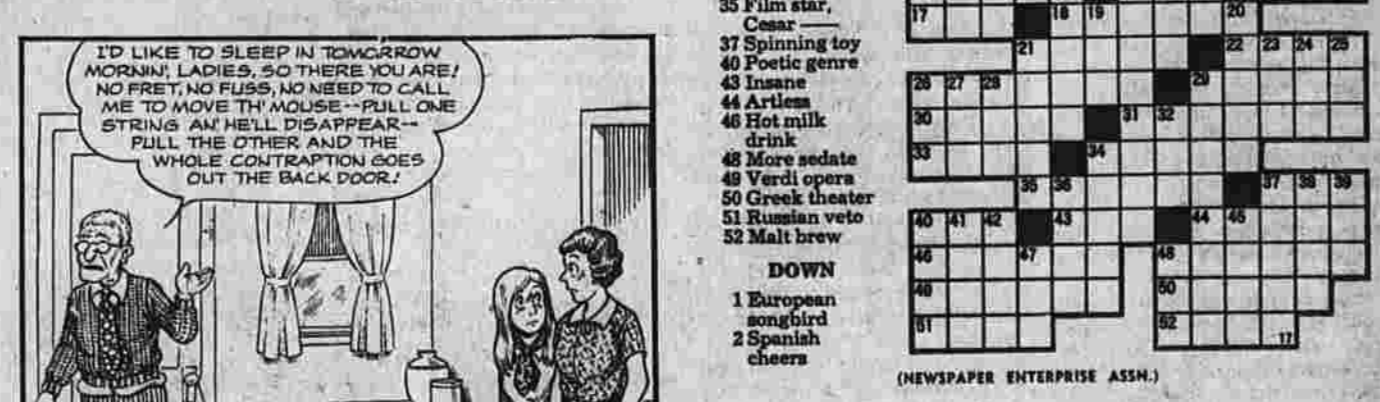 I'D LIKE TO SLEEP IN TOMORROW
MORNIN', LADIES, SO THERE YOU ARE!
NO FRET, NO FUSS, NO NEED TO CALL
ME TO MOVE TH' MOUSE--PULL ONE
STRING AN' HE'LL DISAPPEAR--
PULL THE OTHER AND THE
WHOLE CONTRAPTION GOES
OUT THE BACK DOOR!
35 Film star,
Cesar ——
37 Spinning toy
40 Poetic genre
43 Insane
44 Artless
46 Hot milk
drink
48 More sedate
49 Verdi opera
50 Greek theater
51 Russian veto
52 Malt brew
DOWN
1 European
songbird
2 Spanish
cheers
17 18 19 20
21 22 23 24 25
26 27 28 29
30 31 32
33 34
35 36 37 38 39
40 41 42 43 44 45
46 47 48
49 50
51 52
17
(NEWSPAPER ENTERPRISE ASSN.)